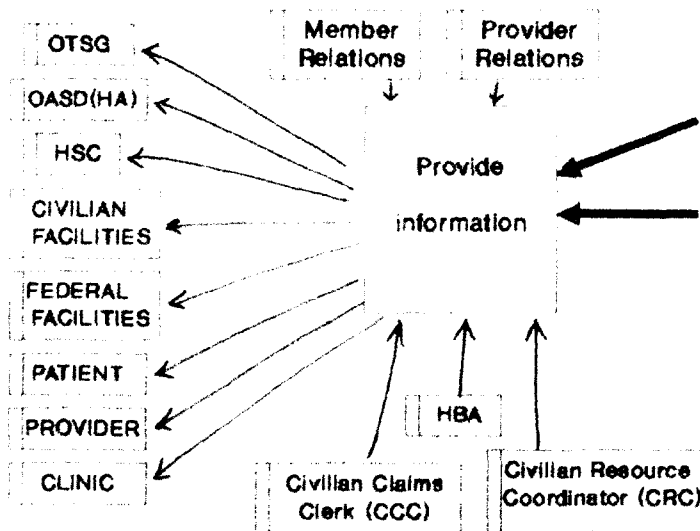 OTSG
OASD(HA)
HSC
CIVILIAN
FACILITIES
FEDERAL
FACILITIES
PATIENT
PROVIDER
CLINIC
Member
Relations
Provider
Relations
Provide
information
HBA
Civilian Claims
Clerk (CCC)
Civilian Resource
Coordinator (CRC)